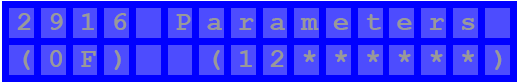 2916 Parameters
(0F)  (12******)